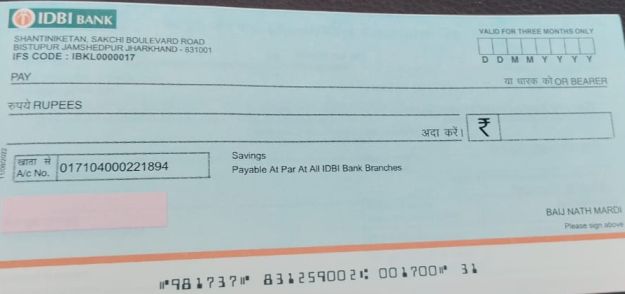 IDBI BANK
SHANTINIKETAN, SAKCHI BOULEVARD ROAD
BISTUPUR JAMSHEDPUR JHARKHAND - 831001
IFS CODE : IBKL0000017
VALID FOR THREE MONTHS ONLY
D D M M Y Y Y Y
PAY
या धारक को OR BEARER
रुपये RUPEES
अदा करें। ₹
खाता सं
A/c No. 017104000221894
Savings
Payable At Par At All IDBI Bank Branches
BAIJ NATH MARDI
Please sign above
⑈981737⑈ 831259002⑆ 001700⑈ 31